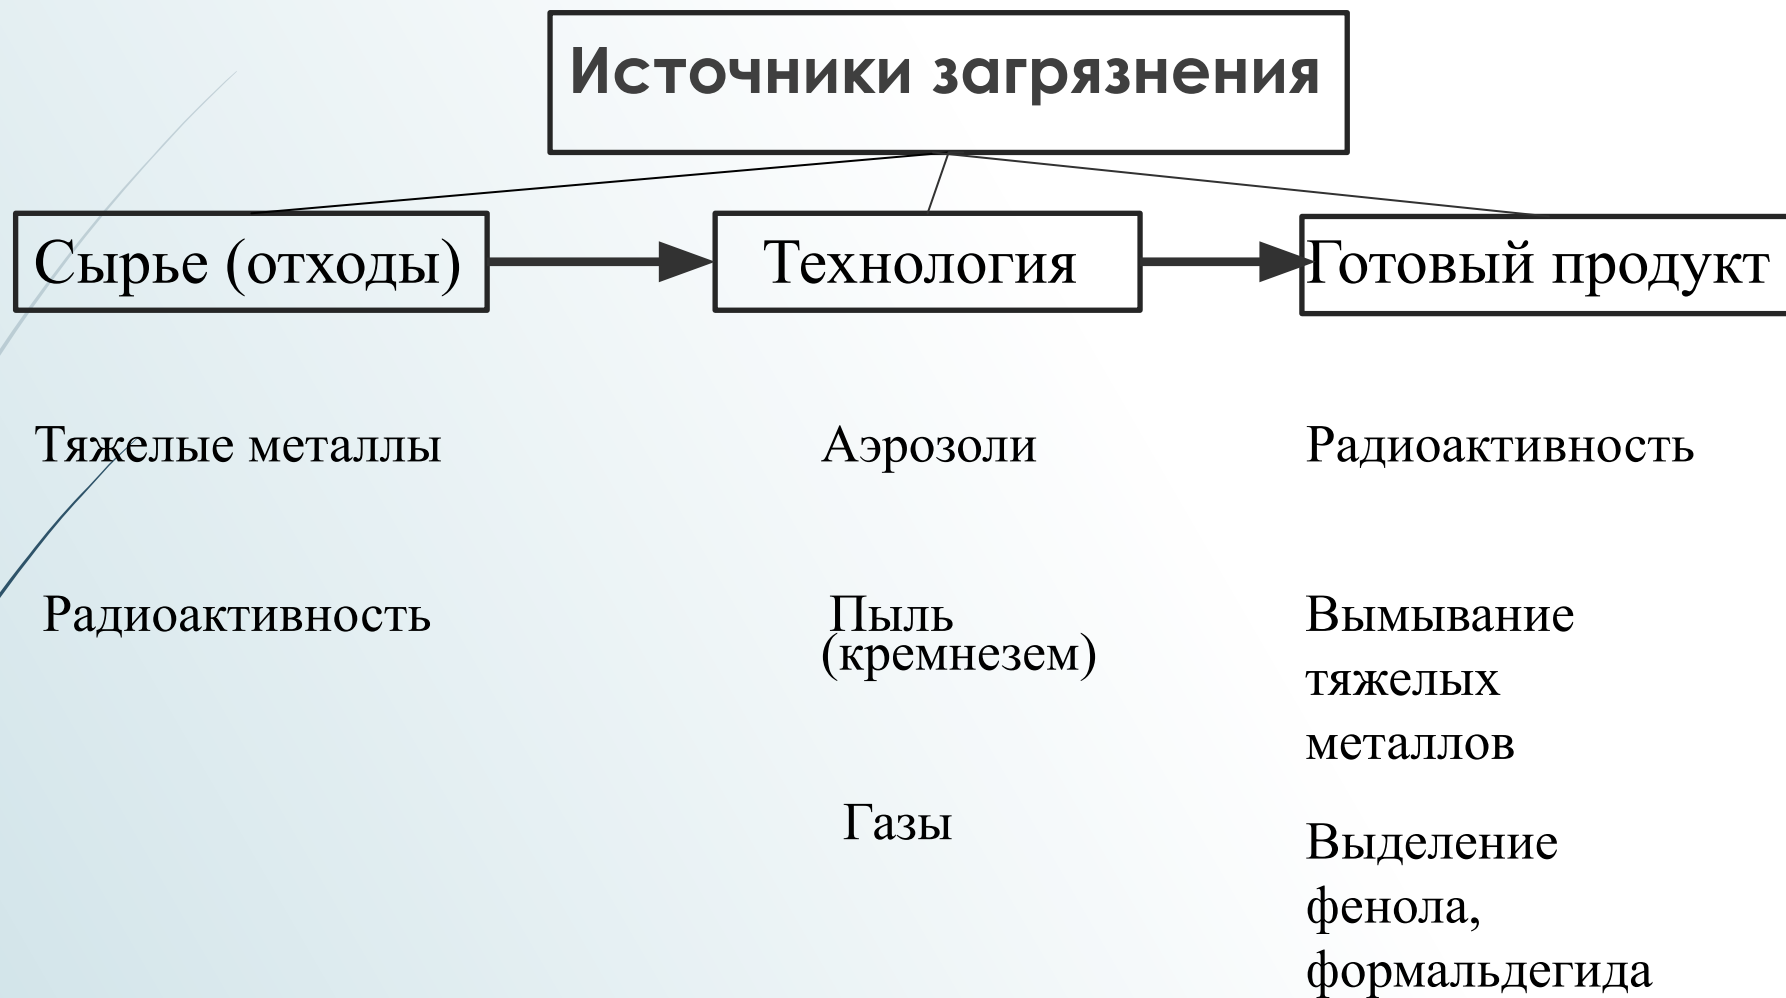 Источники загрязнения
Сырье (отходы)
Технология
Готовый продукт
Тяжелые металлы
Аэрозоли
Радиоактивность
Радиоактивность
Пыль
(кремнезем)
Вымывание
тяжелых
металлов
Газы
Выделение
фенола,
формальдегида